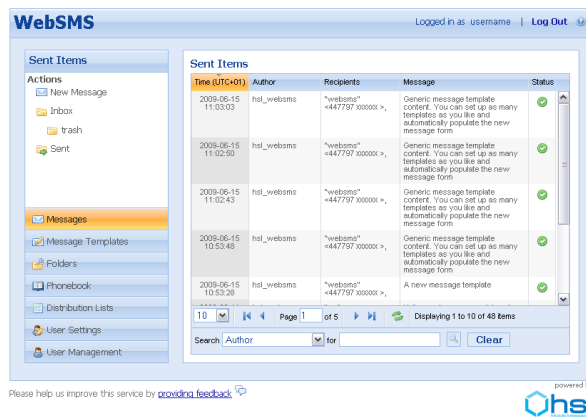 WebSMS
Logged in as username | Log Out
Sent Items
Actions
New Message
Inbox
trash
Sent
Messages
Message Templates
Folders
Phonebook
Distribution Lists
User Settings
User Management
Sent Items
Time (UTC+01) Author Recipients Message Status
2009-06-15 hsl_websms "websms" Generic message template
11:03:03 <447797 xxxxxx >, content. You can set up as many
templates as you like and
automatically populate the new
message form
2009-06-15 hsl_websms "websms" Generic message template
11:02:50 <447797 xxxxxx >, content. You can set up as many
templates as you like and
automatically populate the new
message form
2009-06-15 hsl_websms "websms" Generic message template
11:02:43 <447797 xxxxxx >, content. You can set up as many
templates as you like and
automatically populate the new
message form
2009-06-15 hsl_websms "websms" Generic message template
10:53:48 <447797 xxxxxx >, content. You can set up as many
templates as you like and
automatically populate the new
message form
2009-06-15 hsl_websms "websms" A new message template
10:53:28 <447797 xxxxxx >,
10 Page 1 of 5 Displaying 1 to 10 of 48 items
Search Author for Clear
Please help us improve this service by providing feedback
powered
hs